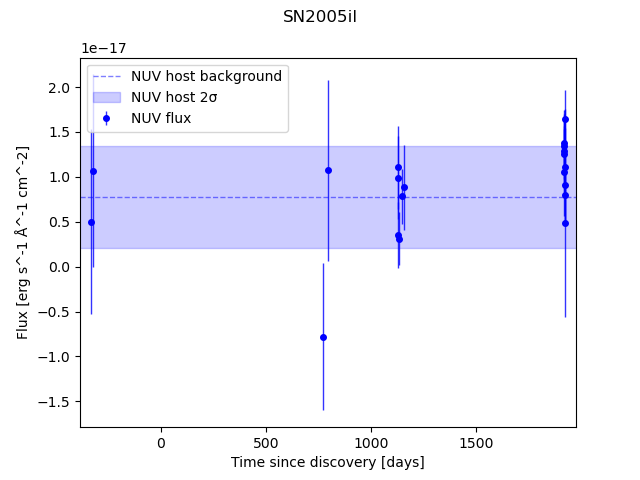 SN2005il
1e−17
NUV host background
NUV host 2σ
NUV flux
2.0
1.5
1.0
0.5
0.0
−0.5
−1.0
−1.5
Flux [erg s^-1 Å^-1 cm^-2]
0
500
1000
1500
Time since discovery [days]